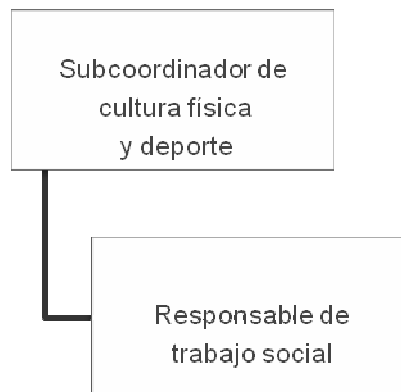 Subcoordinador de
cultura física
y deporte
Responsable de
trabajo social